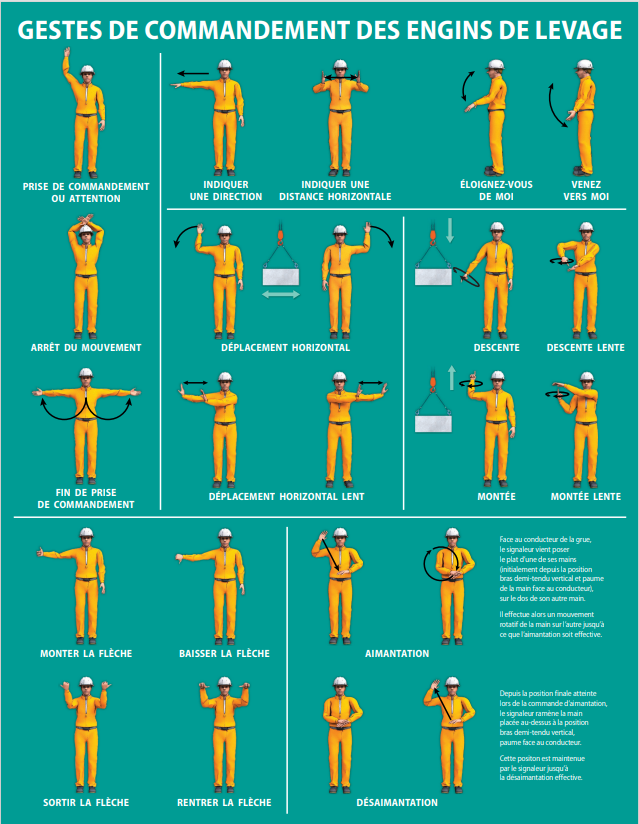 GESTES DE COMMANDEMENT DES ENGINS DE LEVAGE
PRISE DE COMMANDEMENT
OU ATTENTION
INDIQUER
UNE DIRECTION
INDIQUER UNE
DISTANCE HORIZONTALE
ÉLOIGNEZ-VOUS
DE MOI
VENEZ
VERS MOI
ARRÊT DU MOUVEMENT
DÉPLACEMENT HORIZONTAL
DESCENTE
DESCENTE LENTE
FIN DE PRISE
DE COMMANDEMENT
DÉPLACEMENT HORIZONTAL LENT
MONTÉE
MONTÉE LENTE
MONTER LA FLÈCHE
BAISSER LA FLÈCHE
AIMANTATION
Face au conducteur de la grue,
le signaleur vient poser
le plat d'une de ses mains
(initialement depuis la position
bras demi-tendu vertical et paume
de la main face au conducteur),
sur le dos de son autre main.
Il effectue alors un mouvement
rotatif de la main sur l'autre jusqu'à
ce que l'aimantation soit effective.
SORTIR LA FLÈCHE
RENTRER LA FLÈCHE
DÉSAIMANTATION
Depuis la position finale atteinte
lors de la commande d'aimantation,
le signaleur ramène la main
placée au-dessus à la position
bras demi-tendu vertical,
paume face au conducteur.
Cette positon est maintenue
par le signaleur jusqu'à
la désaimantation effective.